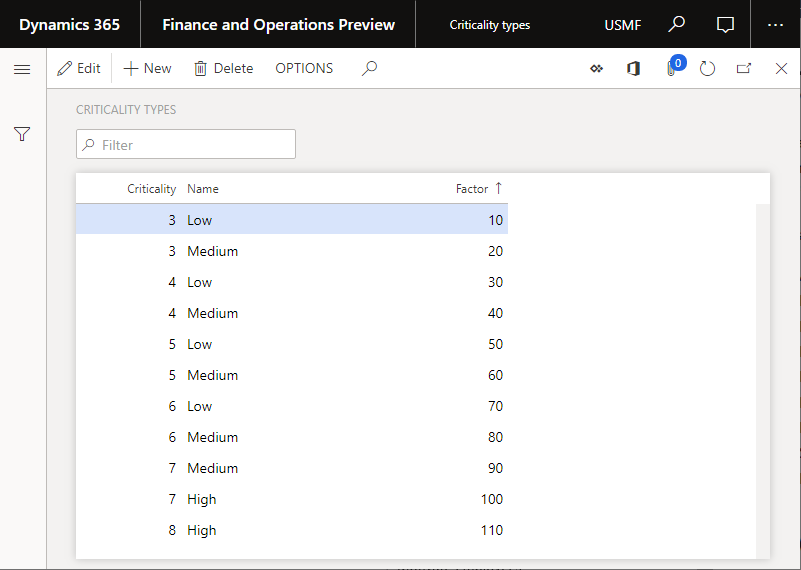 Dynamics 365 Finance and Operations Preview Criticality types USMF ...
Edit New Delete OPTIONS 0
CRITICALITY TYPES
Filter
Criticality Name Factor ↑
3 Low 10
3 Medium 20
4 Low 30
4 Medium 40
5 Low 50
5 Medium 60
6 Low 70
6 Medium 80
7 Medium 90
7 High 100
8 High 110